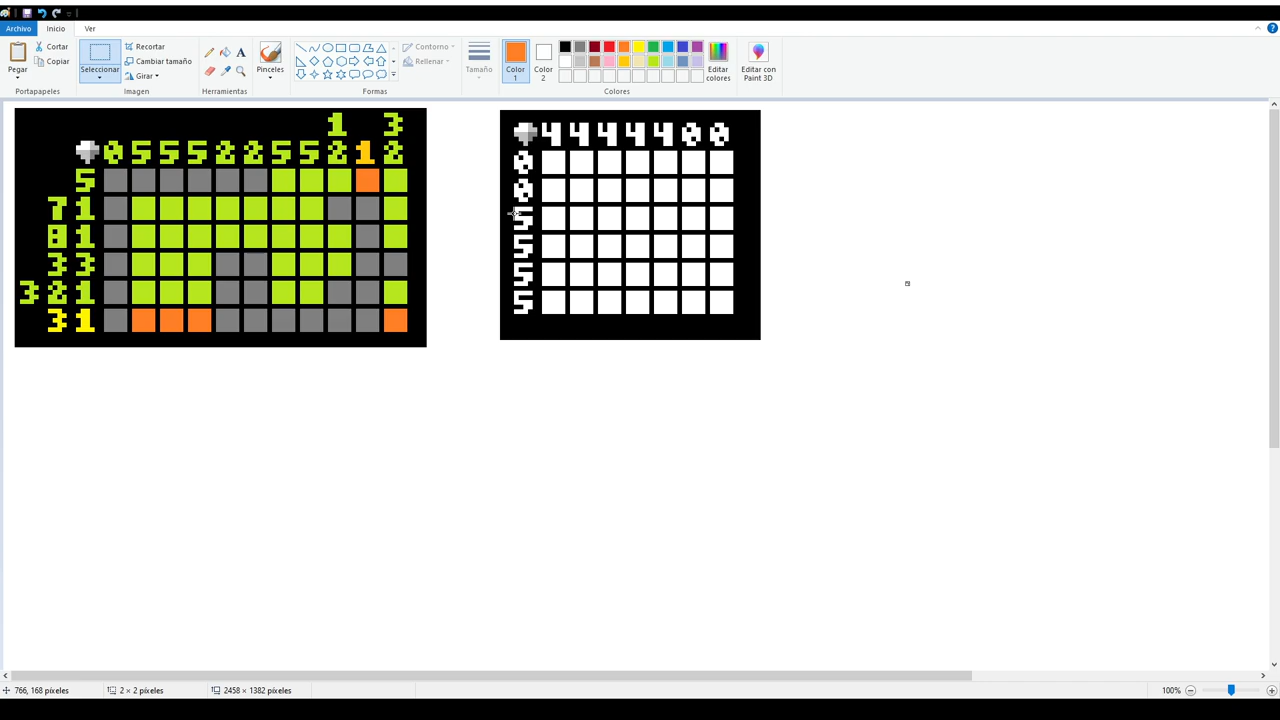 Archivo Inicio Ver
Pegar
Cortar
Copiar
Portapapeles
Seleccionar
Recortar
Cambiar tamaño
Girar
Imagen
Herramientas
Pinceles
Contorno
Rellenar
Formas
Tamaño
Color 1
Color 2
Editar colores
Editar con Paint 3D
Colores
1 3
0 5 5 5 2 2 5 5 2 1 2
5
7 1
8 1
3 3
3 2 1
3 1
4 4 4 4 4 0 0
0
0
5
5
5
5
766, 168 píxeles
2 × 2 píxeles
2458 × 1382 píxeles
100%